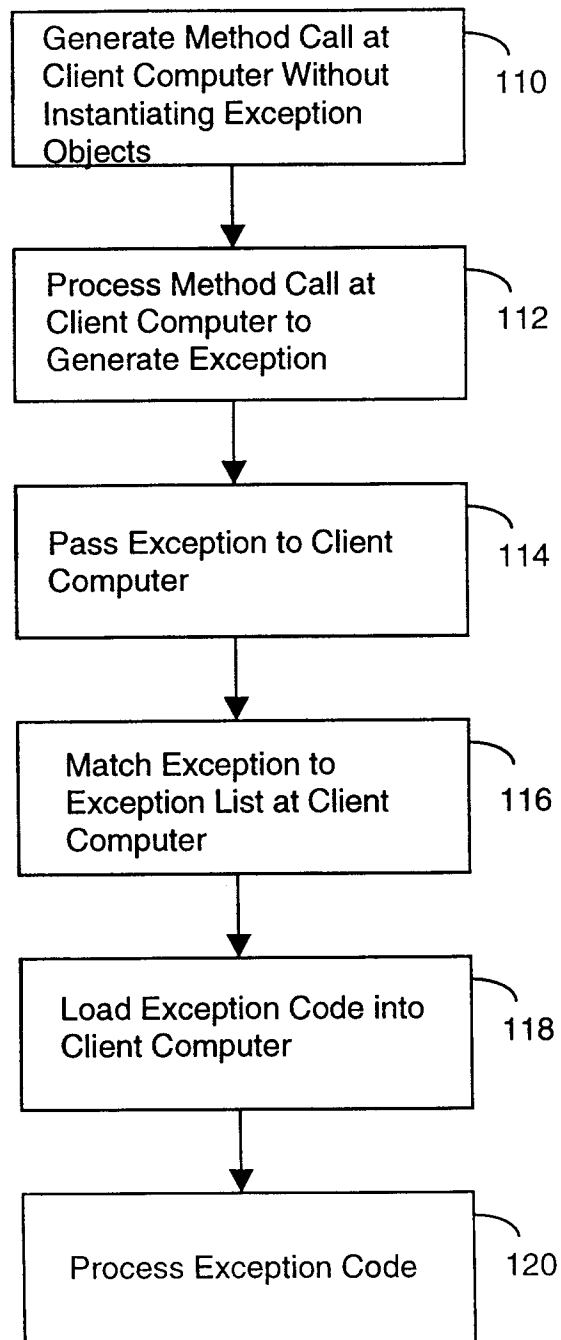 Generate Method Call at
Client Computer Without
Instantiating Exception
Objects
110
Process Method Call at
Client Computer to
Generate Exception
112
Pass Exception to Client
Computer
114
Match Exception to
Exception List at Client
Computer
116
Load Exception Code into
Client Computer
118
Process Exception Code
120